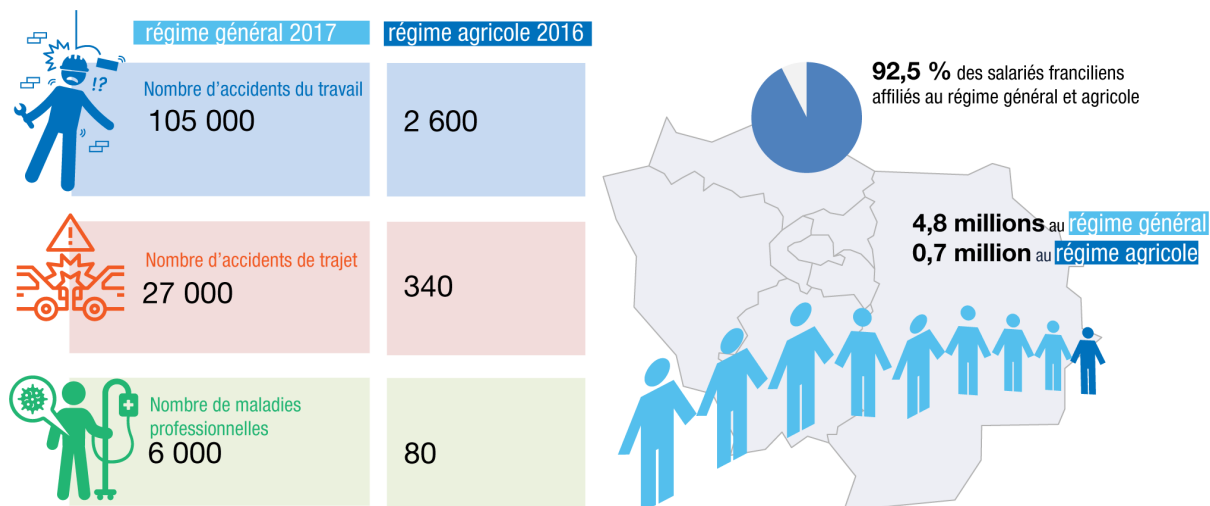 régime général 2017
régime agricole 2016
Nombre d'accidents du travail
105 000
2 600
!?
Nombre d'accidents de trajet
27 000
340
!
Nombre de maladies
professionnelles
6 000
80
92,5 % des salariés franciliens
affiliés au régime général et agricole
4,8 millions au régime général
0,7 million au régime agricole